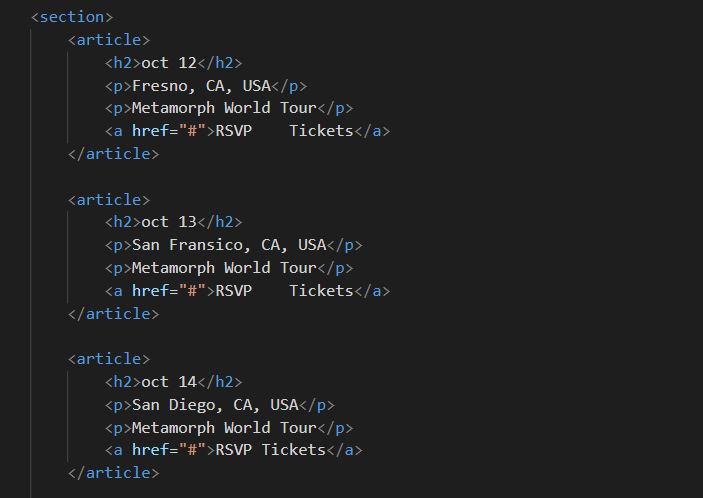 <section>
<article>
<h2>oct 12</h2>
<p>Fresno, CA, USA</p>
<p>Metamorph World Tour</p>
<a href="#">RSVP    Tickets</a>
</article>
<article>
<h2>oct 13</h2>
<p>San Fransico, CA, USA</p>
<p>Metamorph World Tour</p>
<a href="#">RSVP    Tickets</a>
</article>
<article>
<h2>oct 14</h2>
<p>San Diego, CA, USA</p>
<p>Metamorph World Tour</p>
<a href="#">RSVP Tickets</a>
</article>